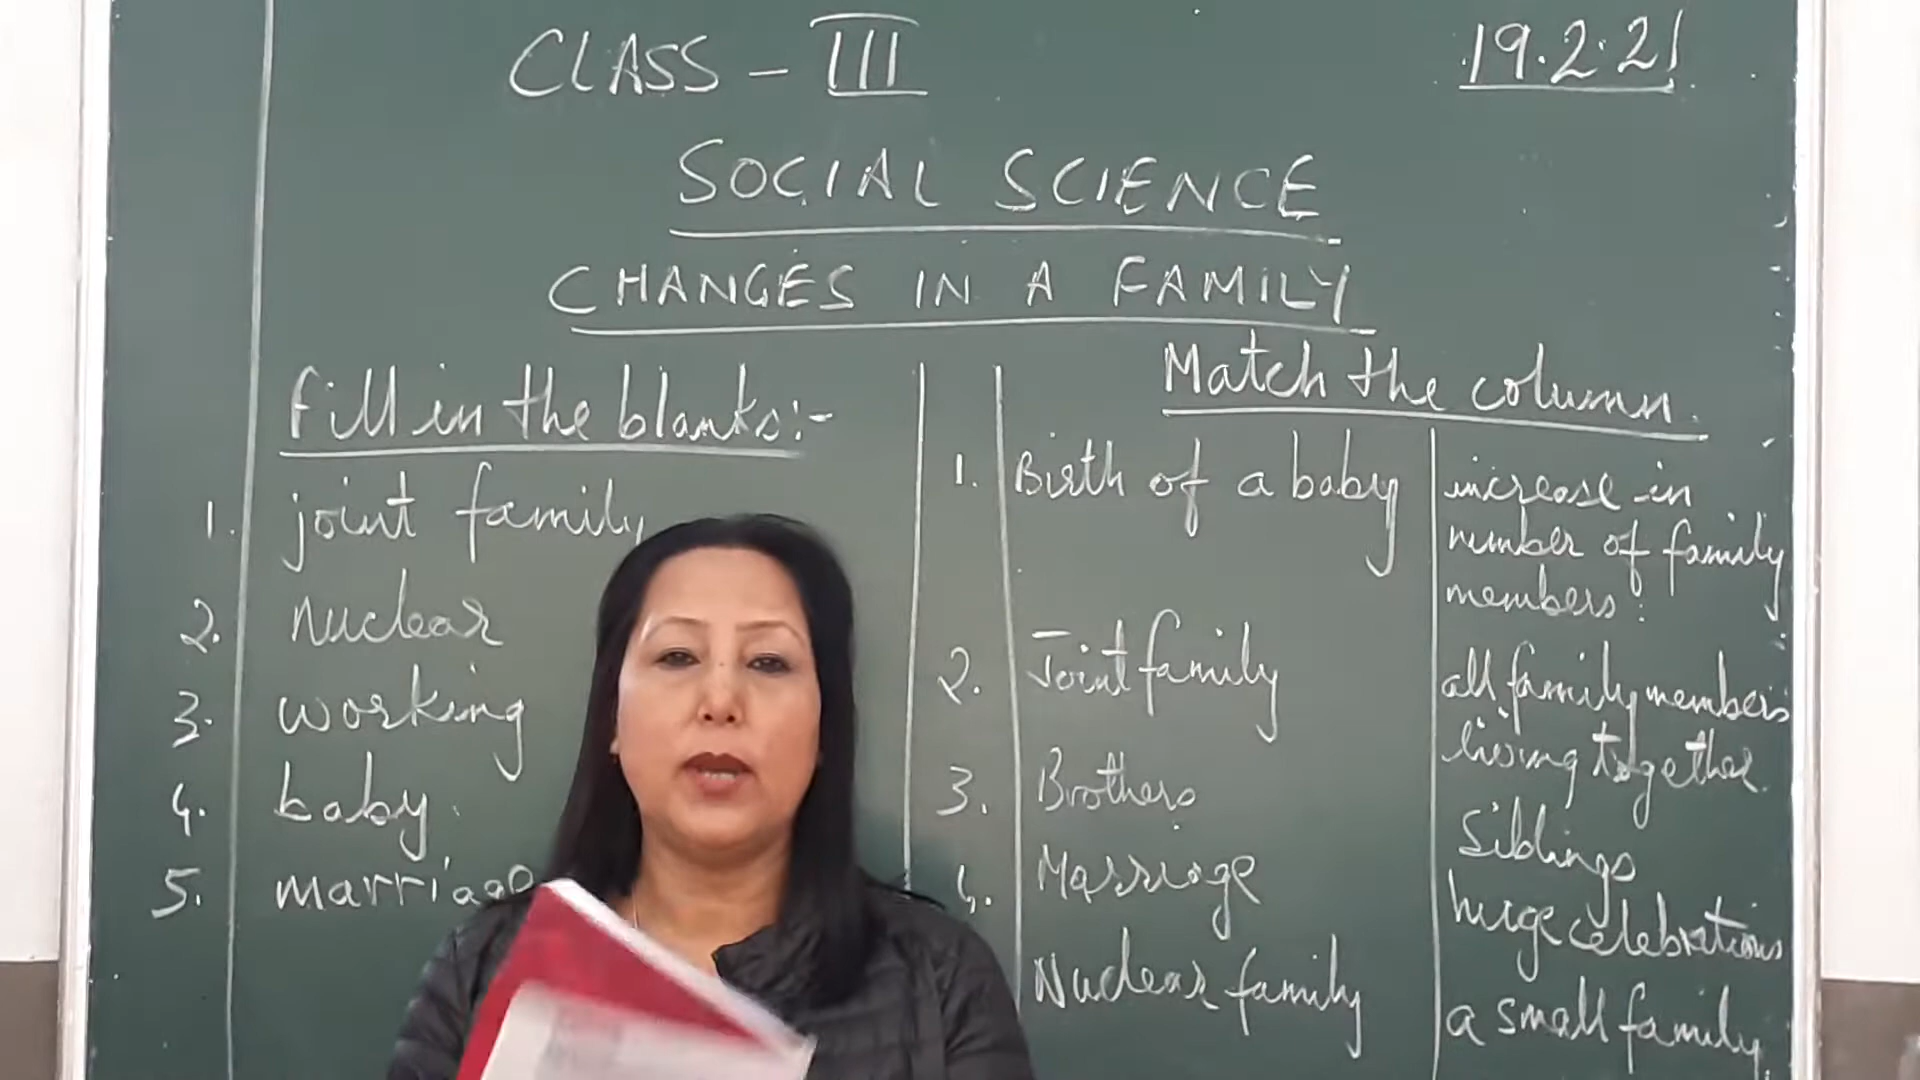 CLASS - III
19.2.21
SOCIAL SCIENCE
CHANGES IN A FAMILY
Fill in the blanks:-
1. joint family
2. nuclear
3. working
4. baby.
5. marriage
Match the column.
1. Birth of a baby
increase in
number of family
members.
2. Joint family
all family members
living together.
3. Brothers
Siblings
4. Marriage
huge celebrations
Nuclear family
a small family.